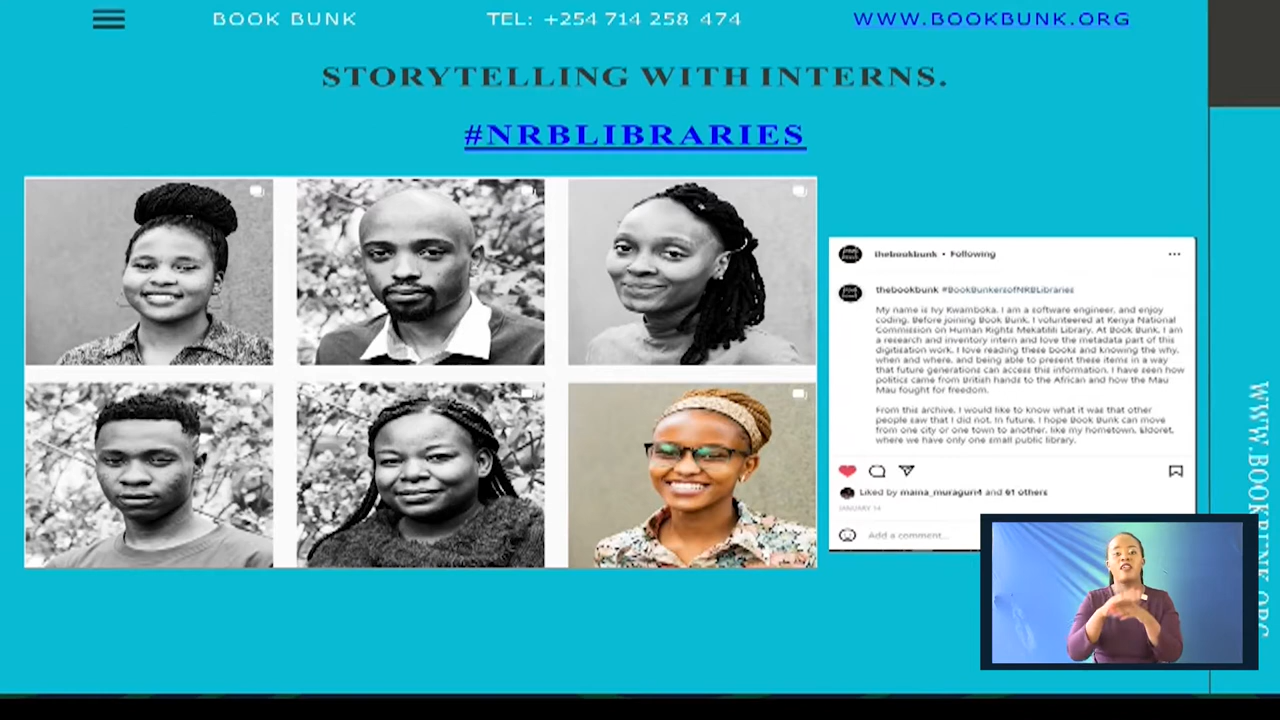 BOOK BUNK
TEL: +254 714 258 474
WWW.BOOKBUNK.ORG
STORYTELLING WITH INTERNS.
#NRBLIBRARIES
thebookbunk • Following
thebookbunk #BookBunkersofNRBLibraries
My name is Ivy Kwamboka. I am a software engineer, and enjoy
coding. Before joining Book Bunk, I volunteered at Kenya National
Commission on Human Rights Mekatilili Library. At Book Bunk, I am
a research and inventory intern and love the metadata part of this
digitisation work. I love reading these books and knowing the why,
when and where, and being able to present these items in a way
that future generations can access this information. I have seen how
politics came from British hands to the African and how the Mau
Mau fought for freedom.
From this archive, I would like to know what it was that other
people saw that I did not. In future, I hope Book Bunk can move
from one city or one town to another, like my hometown, Eldoret,
where we have only one small public library.
Liked by maina_muraguri4 and 61 others
JANUARY 14
Add a comment...
WWW.BOOKBUNK.ORG